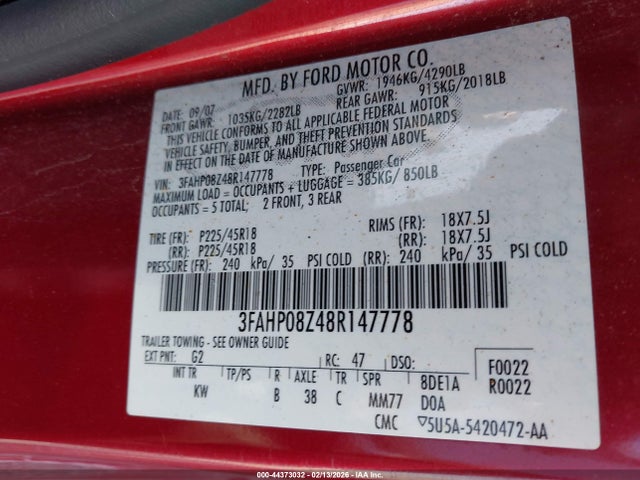 MFD. BY FORD MOTOR CO.
DATE: 09/07 GVWR: 1946KG/4290LB
FRONT GAWR: 1035KG/2282LB REAR GAWR: 915KG/2018LB
THIS VEHICLE CONFORMS TO ALL APPLICABLE FEDERAL MOTOR
VEHICLE SAFETY, BUMPER, AND THEFT PREVENTION STANDARDS
IN EFFECT ON THE DATE OF MANUFACTURE SHOWN ABOVE.
VIN: 3FAHP08Z48R147778 TYPE: Passenger Car
MAXIMUM LOAD = OCCUPANTS + LUGGAGE = 385KG/ 850LB
OCCUPANTS = 5 TOTAL; 2 FRONT, 3 REAR
TIRE (FR): P225/45R18 RIMS (FR): 18X7.5J
(RR): P225/45R18 (RR): 18X7.5J
PRESSURE (FR): 240 kPa/ 35 PSI COLD (RR): 240 kPa/ 35 PSI COLD
3FAHP08Z48R147778
TRAILER TOWING - SEE OWNER GUIDE
EXT PNT: G2 RC: 47 DSO: F0022
R0022
INT TR TP/PS R AXLE TR SPR 8DE1A
KW B 38 C MM77 DOA
CMC ▽5U5A-5420472-AA
000-44373032 - 02/13/2026 - COPART